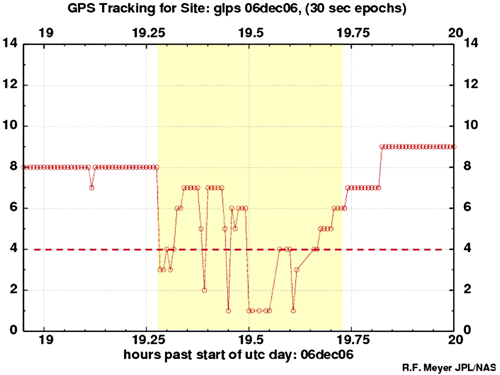 GPS Tracking for Site: glps 06dec06, (30 sec epochs)
19 19.25 19.5 19.75 20
14 14
12 12
10 10
8 8
6 6
4 4
2 2
0 0
19 19.25 19.5 19.75 20
hours past start of utc day: 06dec06
R.F. Meyer JPL/NAS